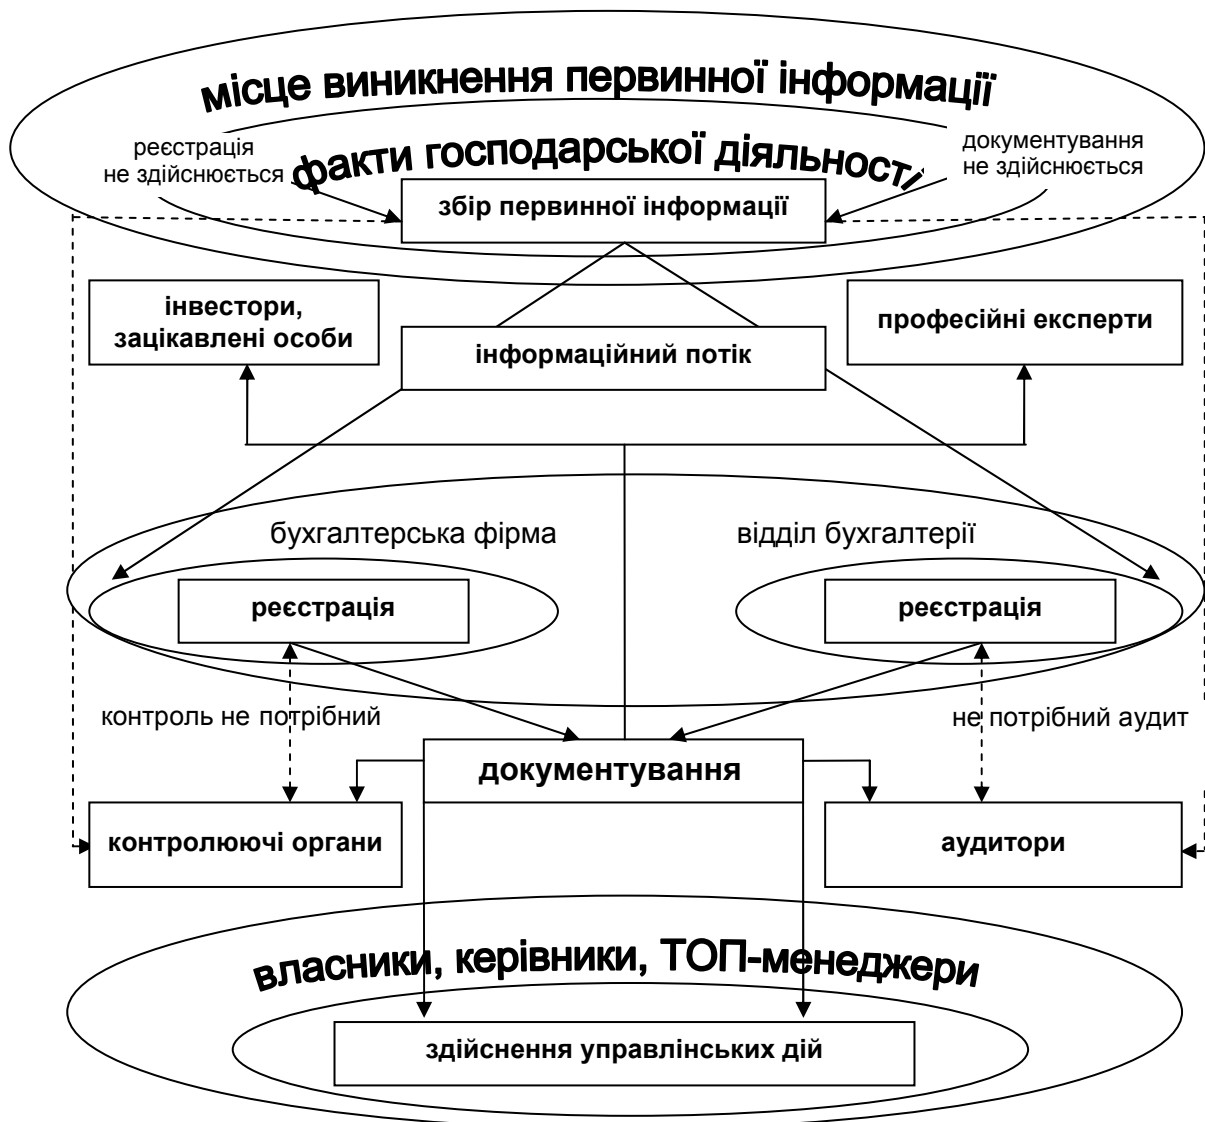 місце виникнення первинної інформації
реєстрація
не здійснюється
факти господарської діяльності
документування
не здійснюється
збір первинної інформації
інвестори,
зацікавлені особи
інформаційний потік
професійні експерти
бухгалтерська фірма
відділ бухгалтерії
реєстрація
реєстрація
контроль не потрібний
не потрібний аудит
документування
контролюючі органи
аудитори
власники, керівники, ТОП-менеджери
здійснення управлінських дій